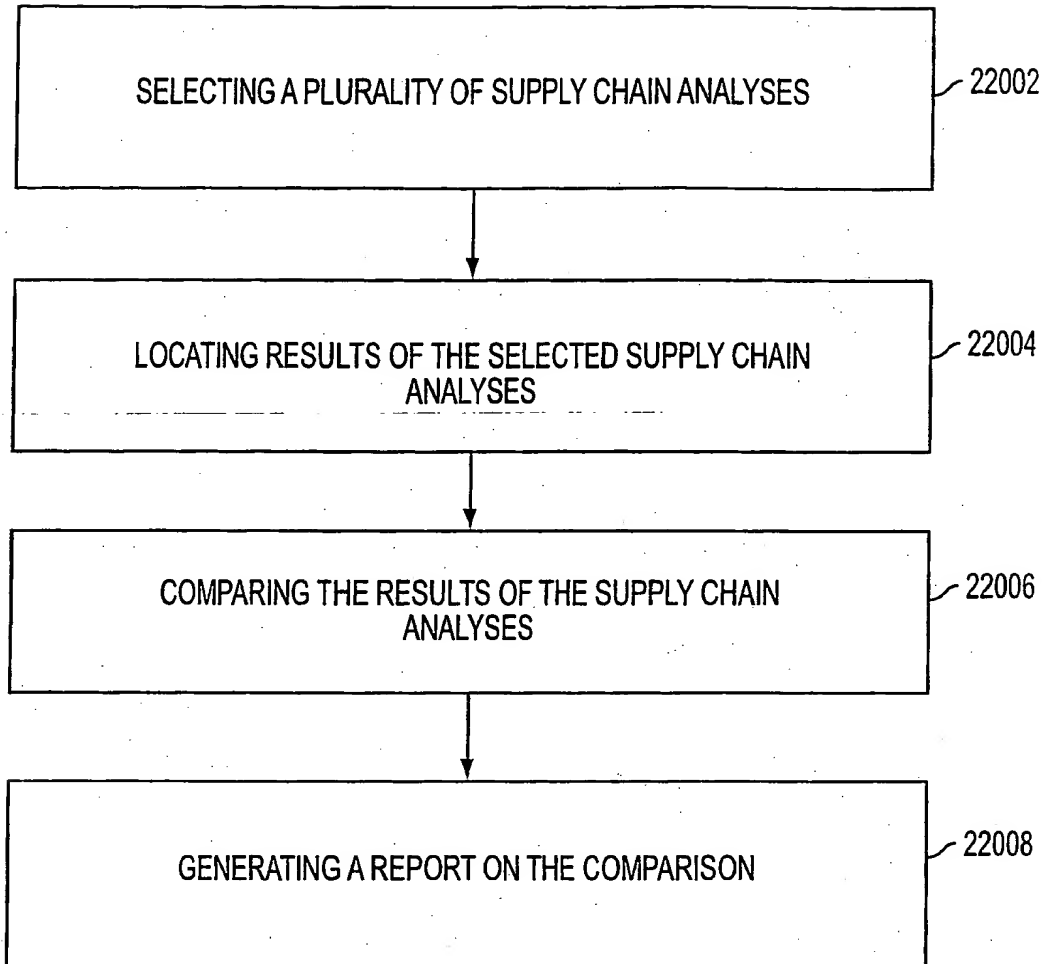 SELECTING A PLURALITY OF SUPPLY CHAIN ANALYSES
22002
LOCATING RESULTS OF THE SELECTED SUPPLY CHAIN
ANALYSES
22004
COMPARING THE RESULTS OF THE SUPPLY CHAIN
ANALYSES
22006
GENERATING A REPORT ON THE COMPARISON
22008